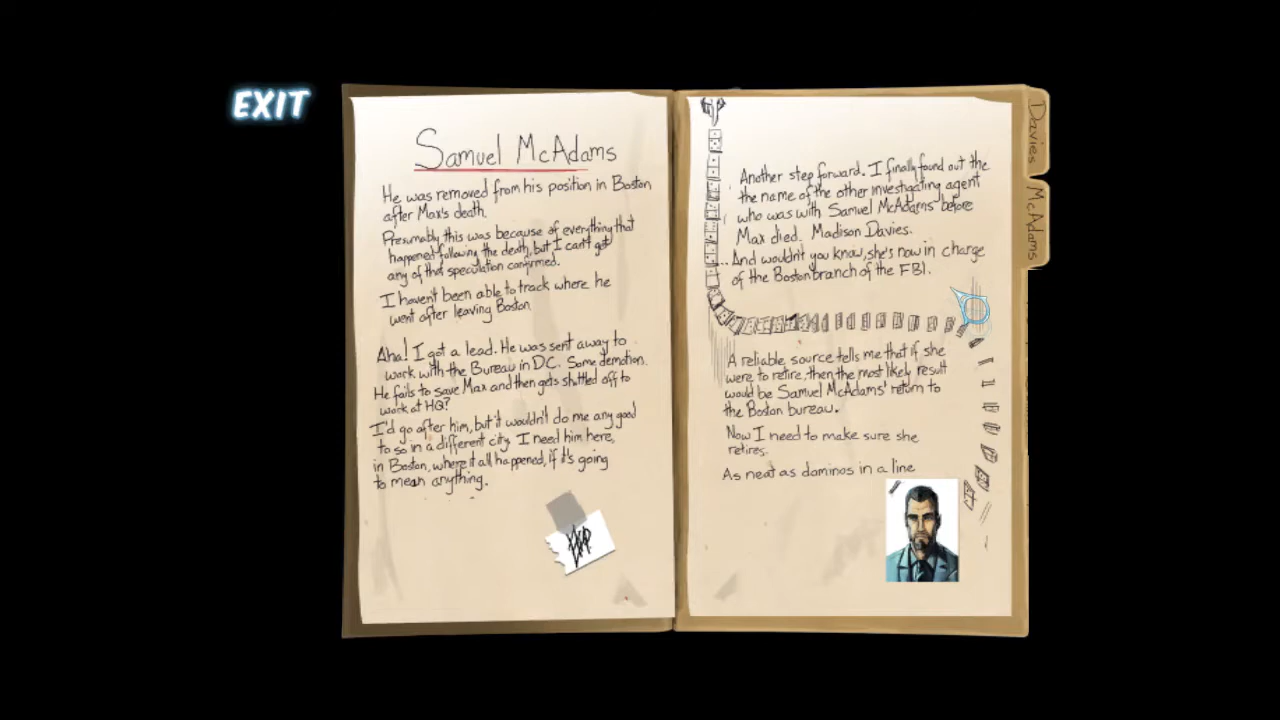 EXIT
Samuel McAdams
He was removed from his position in Boston
after Max's death.
Presumably this was because of everything that
happened following the death, but I can't get
any of that speculation confirmed.
I haven't been able to track where he
went after leaving Boston
Aha! I got a lead. He was sent away to
work with the Bureau in DC. Some demotion.
He fails to save Max and then gets shuttled off to
work at HQ?
I'd go after him, but it wouldn't do me any good
to so in a different city. I need him here,
in Boston, where it all happened, if it's going
to mean anything.
Another step forward. I finally found out the
the name of the other investigating agent
who was with Samuel McAdams before
Max died. Madison Davies.
...And wouldn't you know, she's now in charge
of the Boston branch of the FBI.
A reliable source tells me that if she
were to retire, then the most likely result
would be Samuel McAdams' return to
the Boston bureau.
Now I need to make sure she
retires.
As neat as dominos in a line
Davies
McAdams